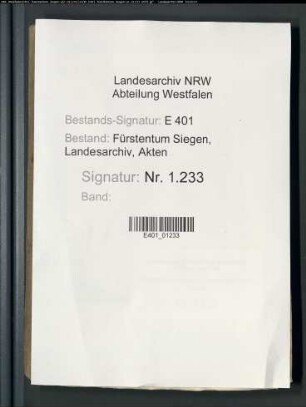 Landesarchiv NRW
Abteilung Westfalen
Bestands-Signatur: E 401
Bestand: Fürstentum Siegen,
Landesarchiv, Akten
Signatur: Nr. 1.233
Band:
E401_01233